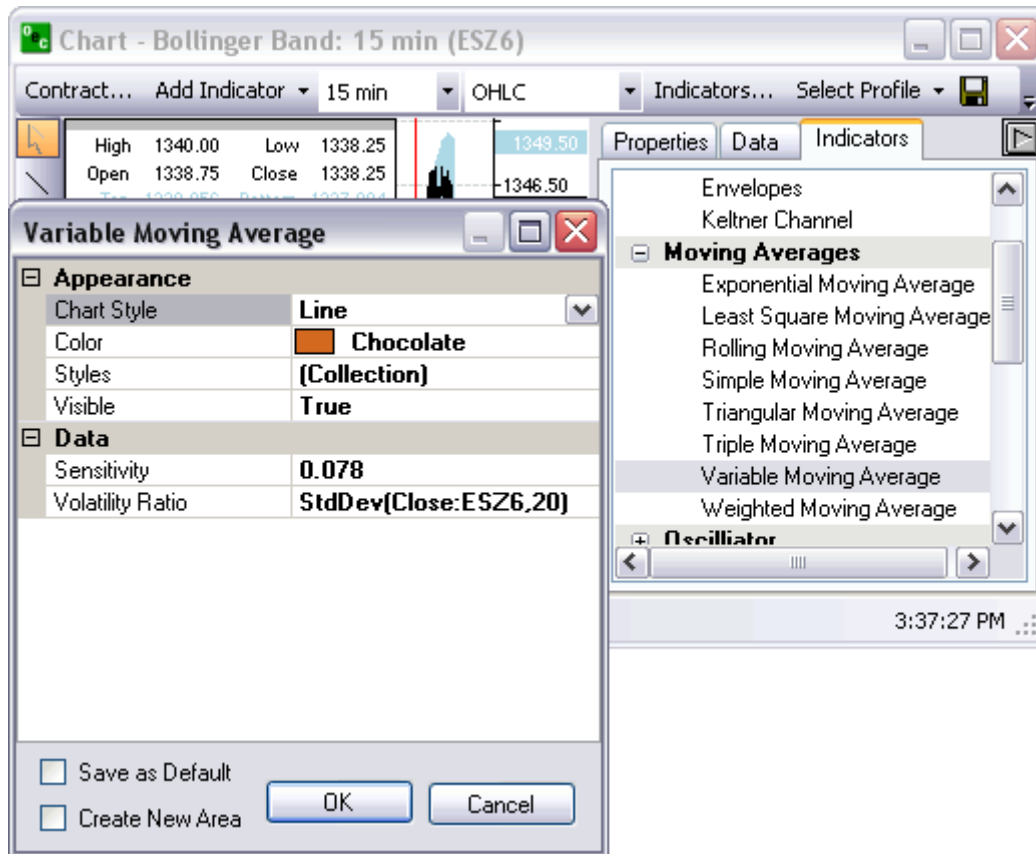 Oec Chart - Bollinger Band: 15 min (ESZ6)
Contract... Add Indicator 15 min OHLC Indicators... Select Profile
High 1340.00 Low 1338.25
Open 1338.75 Close 1338.25
1349.50
1346.50
Properties Data Indicators
Envelopes
Keltner Channel
Moving Averages
Exponential Moving Average
Least Square Moving Average
Rolling Moving Average
Simple Moving Average
Triangular Moving Average
Triple Moving Average
Variable Moving Average
Weighted Moving Average
Oscilliator
3:37:27 PM
Variable Moving Average
Appearance
Chart Style Line
Color Chocolate
Styles (Collection)
Visible True
Data
Sensitivity 0.078
Volatility Ratio StdDev(Close:ESZ6,20)
Save as Default
Create New Area
OK Cancel